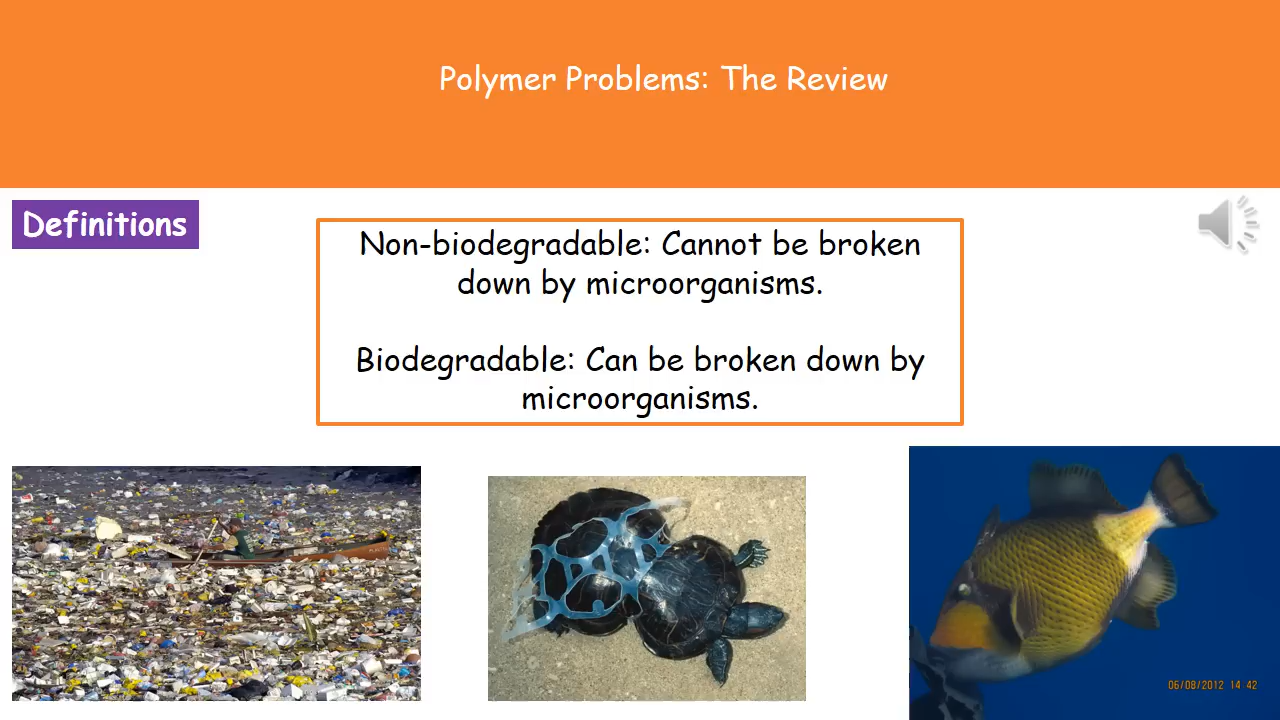 Polymer Problems: The Review
Definitions
Non-biodegradable: Cannot be broken
down by microorganisms.
Biodegradable: Can be broken down by
microorganisms.
06/08/2012 14:42